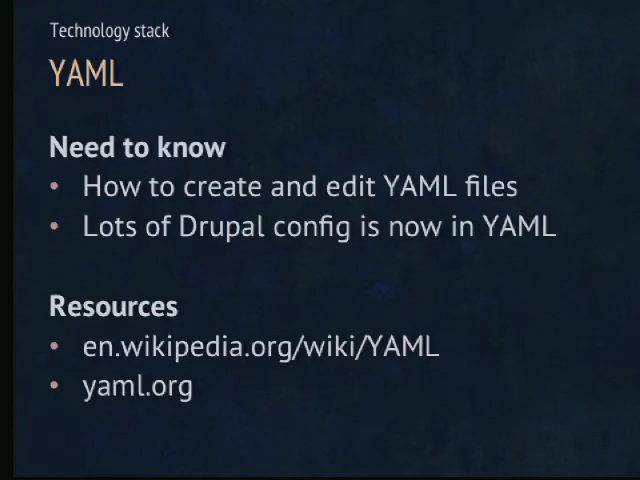 Technology stack
YAML
Need to know
• How to create and edit YAML files
• Lots of Drupal config is now in YAML
Resources
• en.wikipedia.org/wiki/YAML
• yaml.org